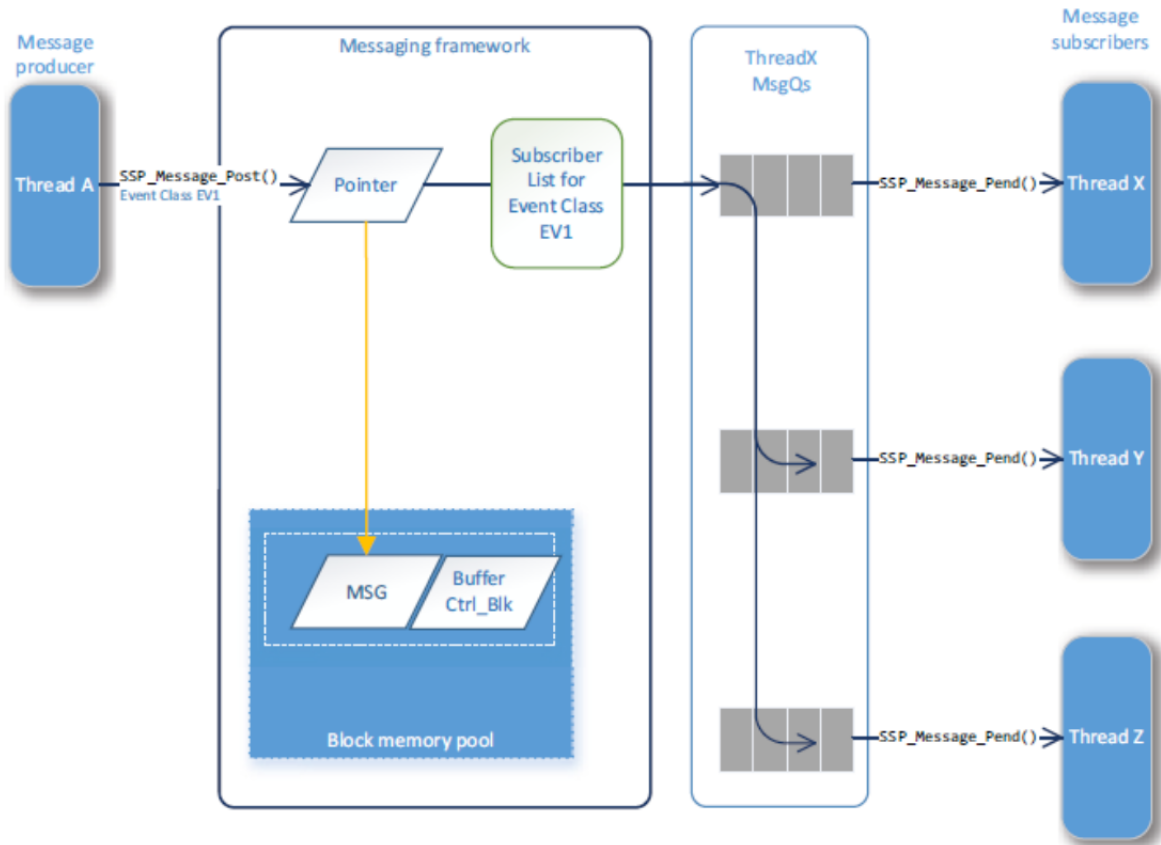 Message
producer
Thread A
SSP_Message_Post()
Event Class EV1
Messaging framework
Pointer
Subscriber
List for
Event Class
EV1
MSG
Buffer
Ctrl_Blk
Block memory pool
ThreadX
MsgQs
SSP_Message_Pend()
SSP_Message_Pend()
SSP_Message_Pend()
Message
subscribers
Thread X
Thread Y
Thread Z